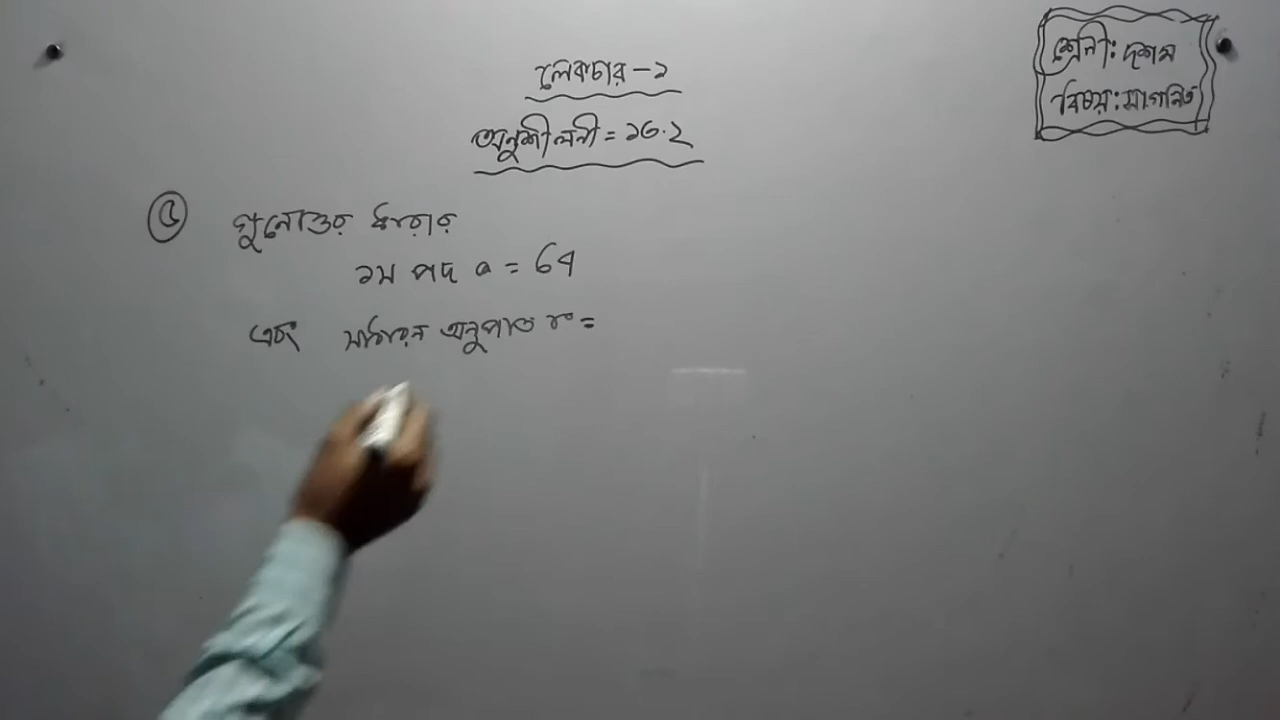 লেকচার - ১
অনুশীলনী = ১৩.২
শ্রেনী: দশম
বিষয়: সাঃগনিত
৫ গুনোত্তর ধারার
১ম পদ a = 64
এবং সাধারন অনুপাত r =